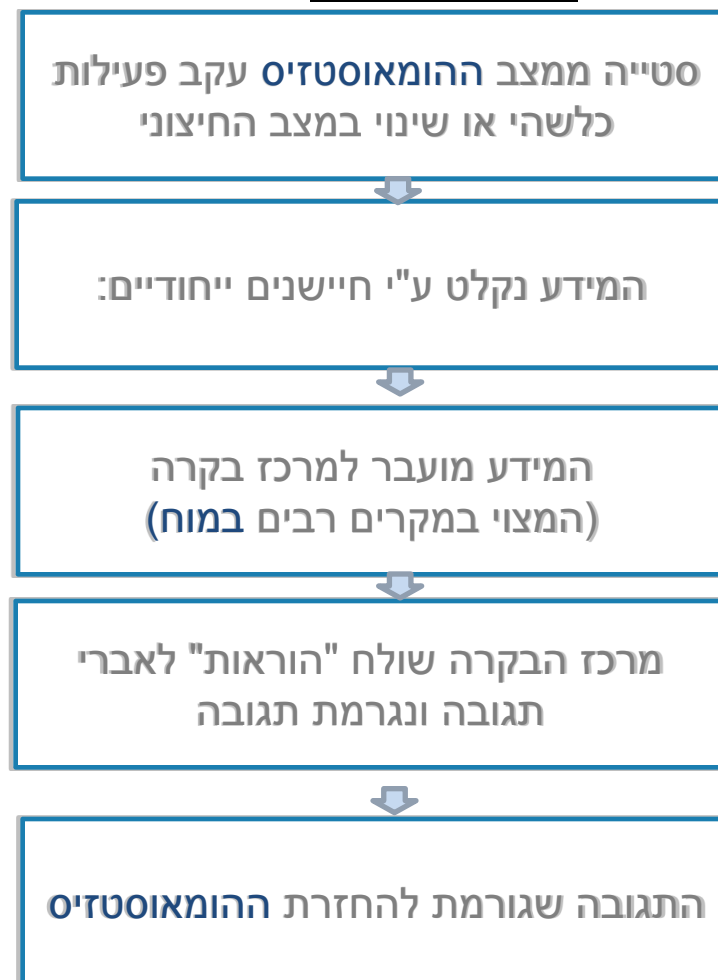 סטייה ממצב ההומאוסטזיס עקב פעילות
כלשהי או שינוי במצב החיצוני
המידע נקלט ע"י חיישנים ייחודיים:
המידע מועבר למרכז בקרה
(המצוי במקרים רבים במוח)
מרכז הבקרה שולח "הוראות" לאברי
תגובה ונגרמת תגובה
התגובה שגורמת להחזרת ההומאוסטזיס